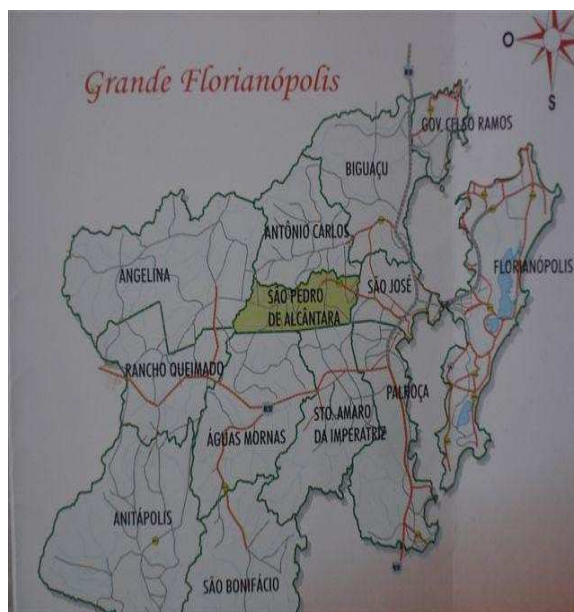 Grande Florianópolis
O
S
GOV. CELSO RAMOS
BIGUAÇU
ANTÔNIO CARLOS
FLORIANÓPOLIS
ANGELINA
SÃO JOSÉ
SÃO PEDRO
DE ALCÂNTARA
RANCHO QUEIMADO
PALHOÇA
STO. AMARO
DA IMPERATRIZ
ÁGUAS MORNAS
ANITÁPOLIS
SÃO BONIFÁCIO